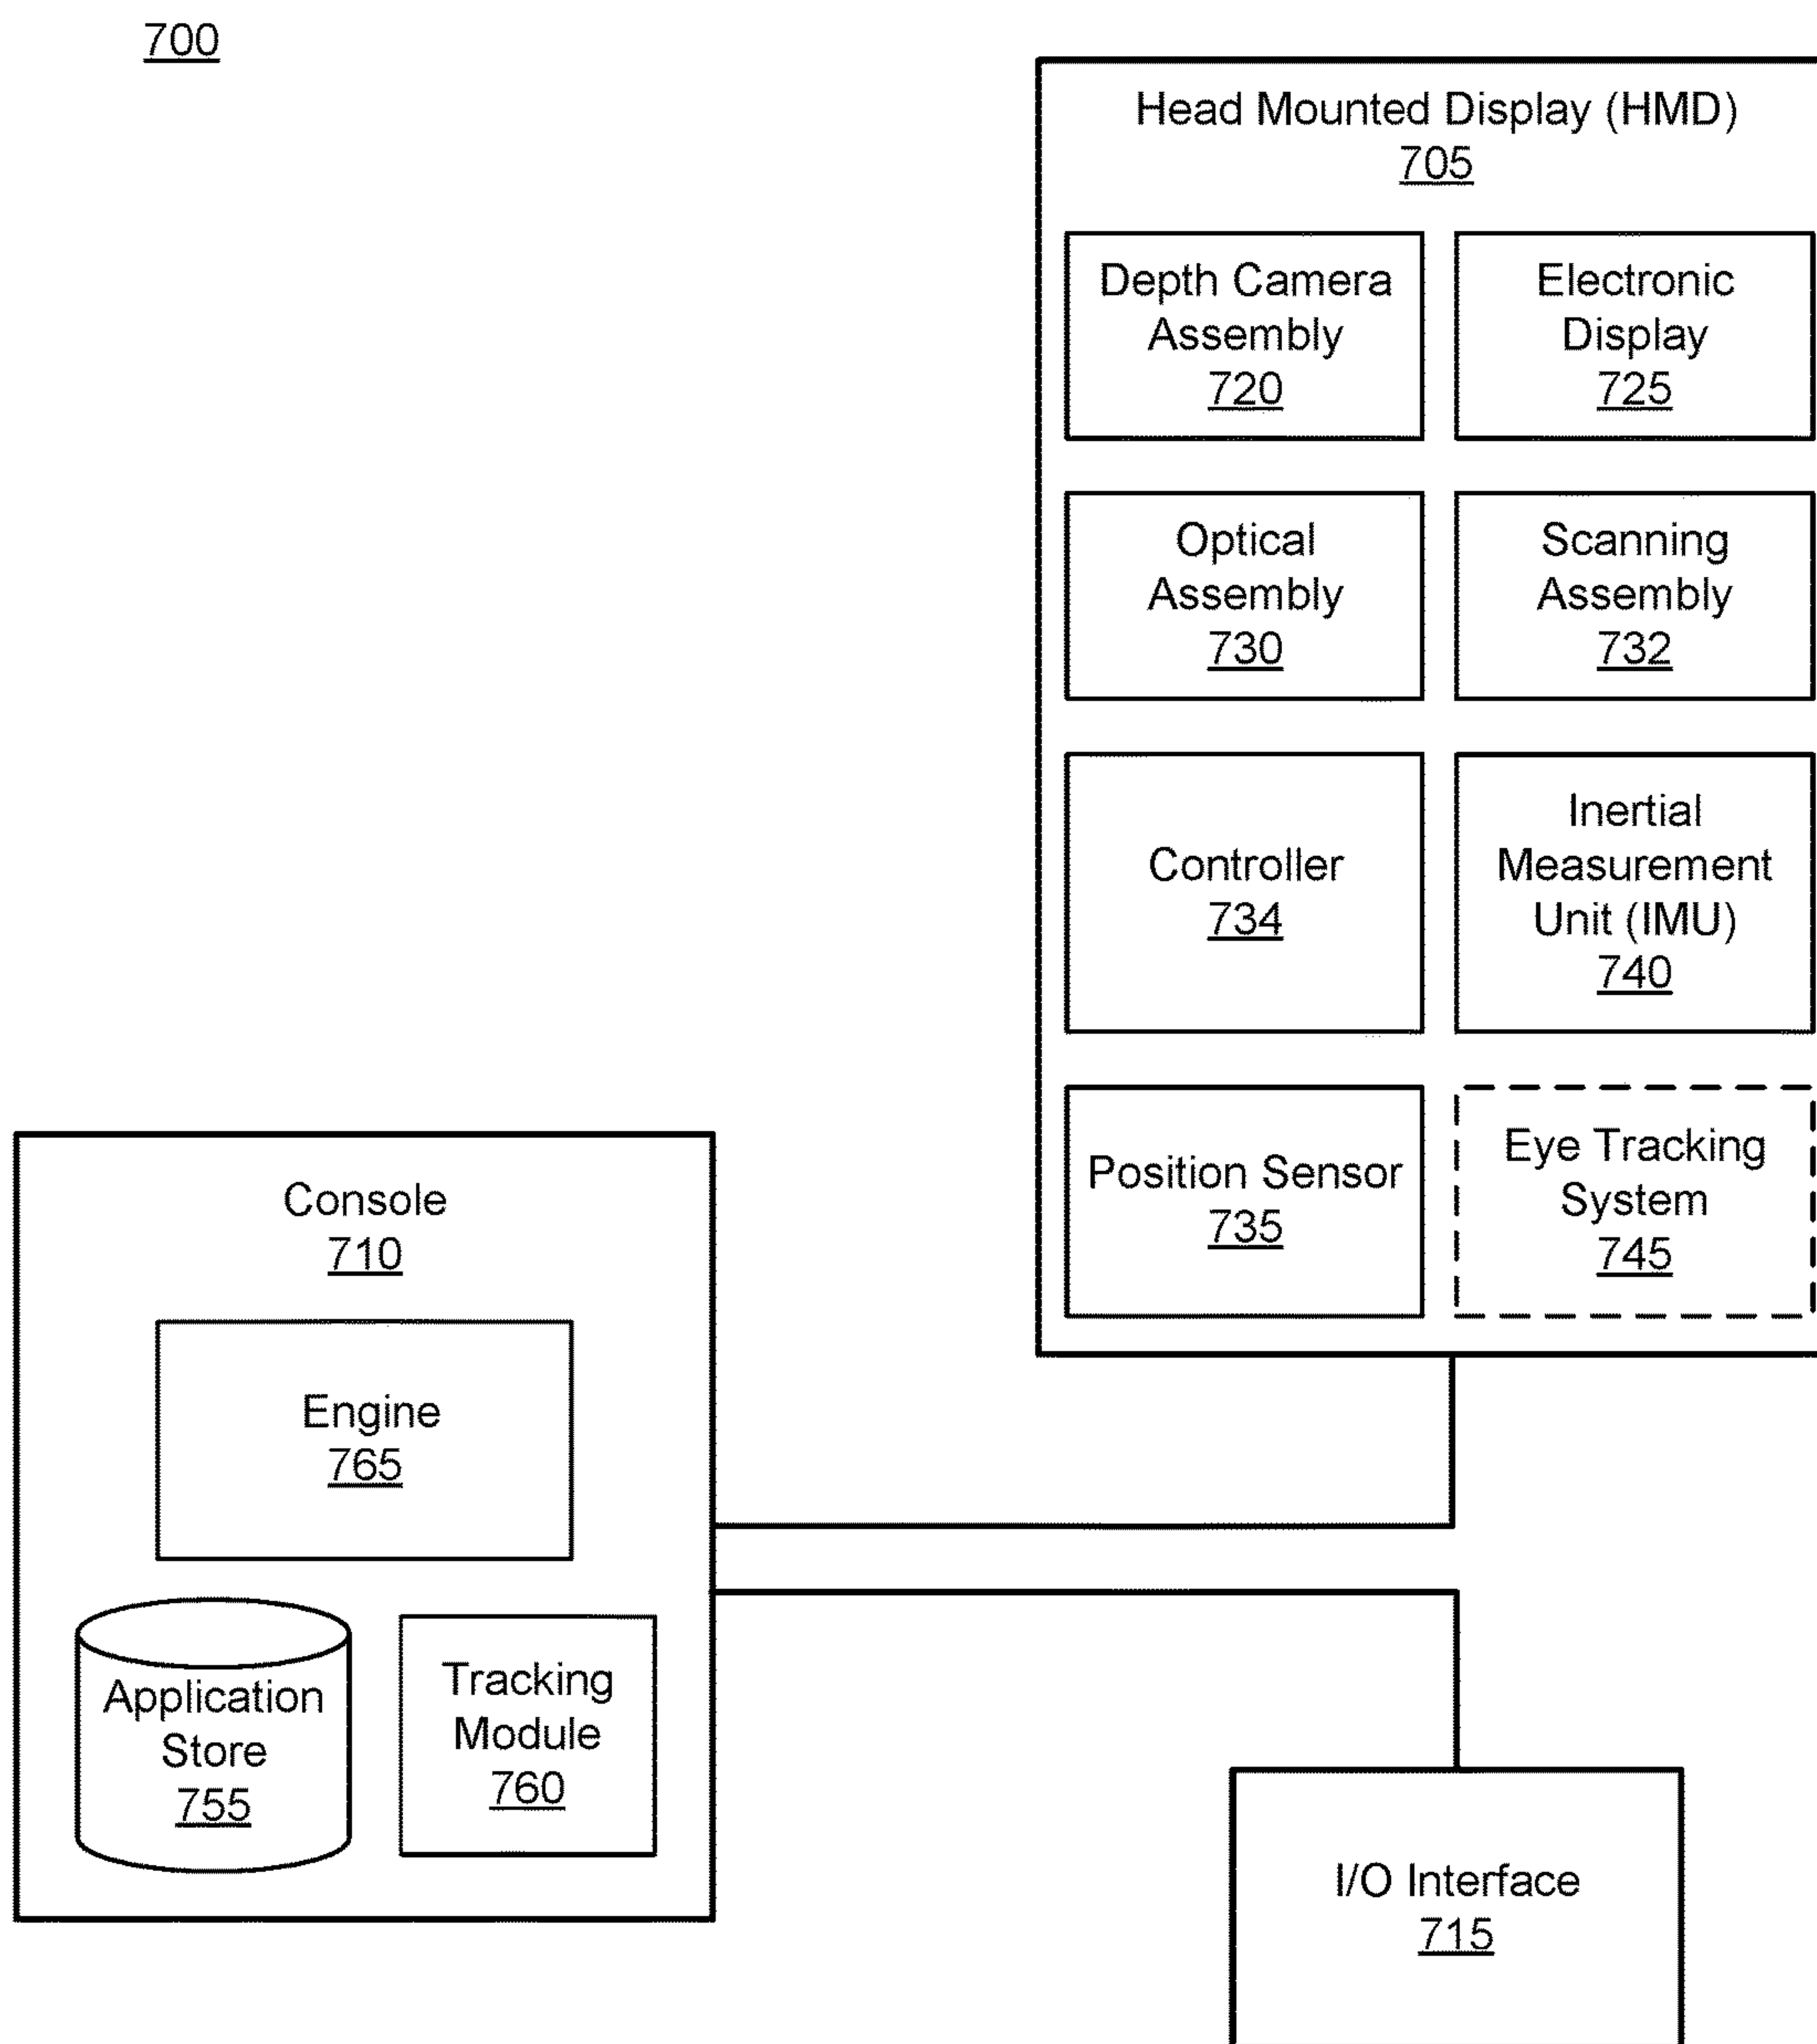 700
Head Mounted Display (HMD)
705
Depth Camera
Assembly
720
Electronic
Display
725
Optical
Assembly
730
Scanning
Assembly
732
Controller
734
Inertial
Measurement
Unit (IMU)
740
Position Sensor
735
Eye Tracking
System
745
Console
710
Engine
765
Application
Store
755
Tracking
Module
760
I/O Interface
715